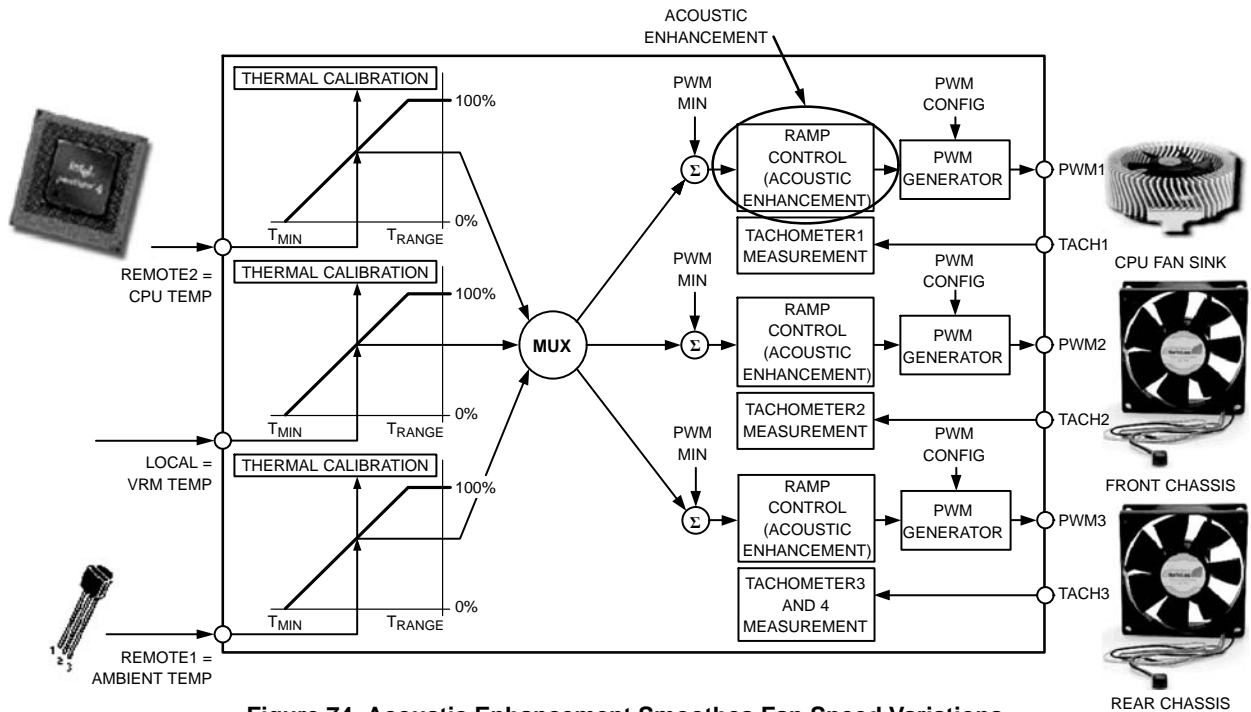 ACOUSTIC
ENHANCEMENT
THERMAL CALIBRATION
100%
0%
TMIN
TRANGE
REMOTE2 =
CPU TEMP
THERMAL CALIBRATION
100%
0%
TMIN
TRANGE
LOCAL =
VRM TEMP
THERMAL CALIBRATION
100%
0%
TMIN
TRANGE
REMOTE1 =
AMBIENT TEMP
1
2
3
MUX
PWM
MIN
Σ
RAMP
CONTROL
(ACOUSTIC
ENHANCEMENT)
PWM
CONFIG
PWM
GENERATOR
PWM1
TACHOMETER1
MEASUREMENT
TACH1
CPU FAN SINK
PWM
MIN
Σ
RAMP
CONTROL
(ACOUSTIC
ENHANCEMENT)
PWM
CONFIG
PWM
GENERATOR
PWM2
TACHOMETER2
MEASUREMENT
TACH2
FRONT CHASSIS
PWM
MIN
Σ
RAMP
CONTROL
(ACOUSTIC
ENHANCEMENT)
PWM
CONFIG
PWM
GENERATOR
PWM3
TACHOMETER3
AND 4
MEASUREMENT
TACH3
REAR CHASSIS
Figure 74. Acoustic Enhancement Smoothes Fan Speed Variations